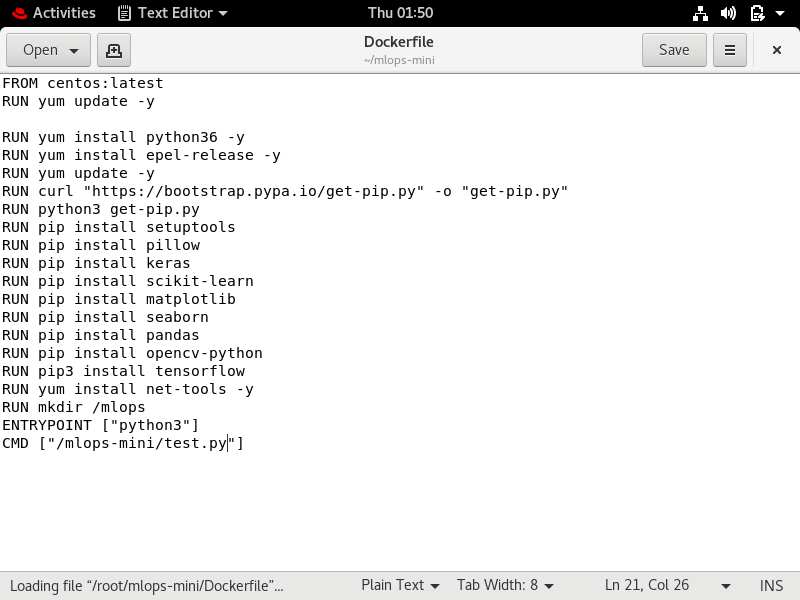 Activities Text Editor Thu 01:50
Open Dockerfile Save
~/mlops-mini
FROM centos:latest
RUN yum update -y
RUN yum install python36 -y
RUN yum install epel-release -y
RUN yum update -y
RUN curl "https://bootstrap.pypa.io/get-pip.py" -o "get-pip.py"
RUN python3 get-pip.py
RUN pip install setuptools
RUN pip install pillow
RUN pip install keras
RUN pip install scikit-learn
RUN pip install matplotlib
RUN pip install seaborn
RUN pip install pandas
RUN pip install opencv-python
RUN pip3 install tensorflow
RUN yum install net-tools -y
RUN mkdir /mlops
ENTRYPOINT ["python3"]
CMD ["/mlops-mini/test.py"]
Loading file “/root/mlops-mini/Dockerfile”... Plain Text Tab Width: 8 Ln 21, Col 26 INS